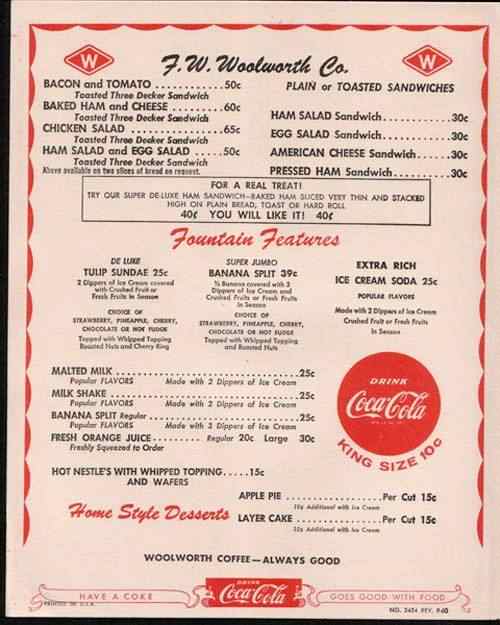 W
F.W. Woolworth Co.
W
BACON and TOMATO ...........50c
Toasted Three Decker Sandwich
BAKED HAM and CHEESE .........60c
Toasted Three Decker Sandwich
CHICKEN SALAD ................65c
Toasted Three Decker Sandwich
HAM SALAD and EGG SALAD .....50c
Toasted Three Decker Sandwich
Above available on two slices of bread on request.
PLAIN or TOASTED SANDWICHES
HAM SALAD Sandwich..............30c
EGG SALAD Sandwich..............30c
AMERICAN CHEESE Sandwich......30c
PRESSED HAM Sandwich..........30c
FOR A REAL TREAT!
TRY OUR SUPER DE-LUXE HAM SANDWICH—BAKED HAM SLICED VERY THIN AND STACKED
HIGH ON PLAIN BREAD, TOAST OR HARD ROLL.
40¢ YOU WILL LIKE IT! 40¢
Fountain Features
DE LUXE
TULIP SUNDAE 25c
2 Dippers of Ice Cream covered
with Crushed Fruit or
Fresh Fruits in Season
CHOICE OF
STRAWBERRY, PINEAPPLE, CHERRY,
CHOCOLATE OR HOT FUDGE
Topped with Whipped Topping
Roasted Nuts and Cherry Ring
SUPER JUMBO
BANANA SPLIT 39c
½ Banana covered with 3
Dippers of Ice Cream and
Crushed Fruits or Fresh Fruits
in Season
CHOICE OF
STRAWBERRY, PINEAPPLE, CHERRY,
CHOCOLATE OR HOT FUDGE
Topped with Whipped Topping
and Roasted Nuts
EXTRA RICH
ICE CREAM SODA 25c
POPULAR FLAVORS
Made with 2 Dippers of Ice Cream
Crushed Fruit or Fresh Fruits
in Season
MALTED MILK ...............................25c
Popular FLAVORS Made with 2 Dippers of Ice Cream
MILK SHAKE ................................25c
Popular FLAVORS Made with 2 Dippers of Ice Cream
BANANA SPLIT Regular ......................25c
Popular FLAVORS Made with 2 Dippers of Ice Cream
FRESH ORANGE JUICE........... Regular 20c Large 30c
Freshly Squeezed to Order
DRINK
Coca-Cola
KING SIZE 10¢
HOT NESTLE'S WITH WHIPPED TOPPING.....15c
AND WAFERS
Home Style Desserts
APPLE PIE ....................Per Cut 15c
10¢ Additional with Ice Cream
LAYER CAKE ..................Per Cut 15c
Additional with Ice Cream
WOOLWORTH COFFEE—ALWAYS GOOD
HAVE A COKE
DRINK
Coca-Cola
GOES GOOD WITH FOOD
PRINTED IN U.S.A.
NO. 2424 REV. 9-60